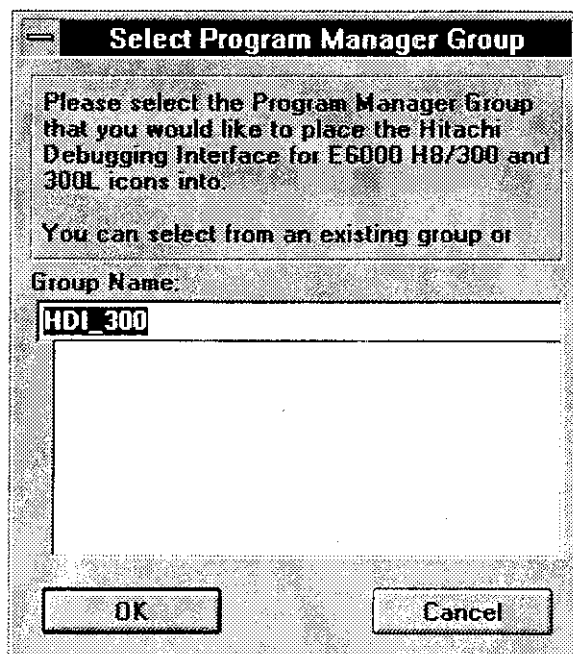 Select Program Manager Group
Please select the Program Manager Group
that you would like to place the Hitachi
Debugging Interface for E6000 H8/300 and
300L icons into.
You can select from an existing group or
Group Name:
HDI_300
OK
Cancel